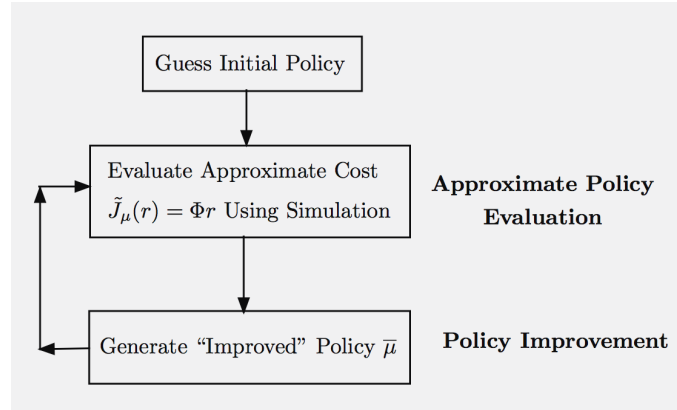 Guess Initial Policy
Evaluate Approximate Cost
J̃μ(r) = Φr Using Simulation
Approximate Policy
Evaluation
Generate “Improved” Policy μ̅
Policy Improvement